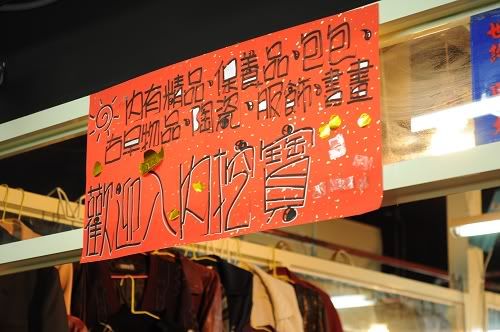 內有精品、保養品、包包、
古早物品、陶瓷、服飾、書畫
歡迎入內挖寶